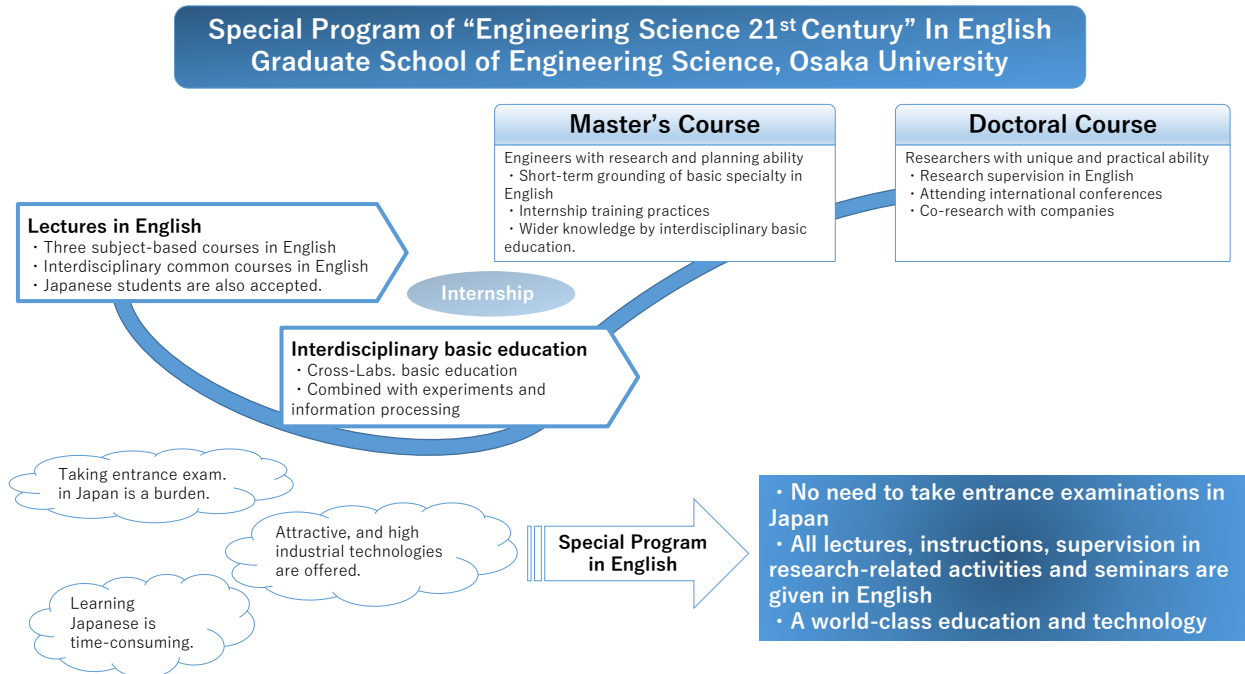 Special Program of “Engineering Science 21st Century” In English
Graduate School of Engineering Science, Osaka University
Master’s Course
Engineers with research and planning ability
・Short-term grounding of basic specialty in
English
・Internship training practices
・Wider knowledge by interdisciplinary basic
education.
Doctoral Course
Researchers with unique and practical ability
・Research supervision in English
・Attending international conferences
・Co-research with companies
Lectures in English
・Three subject-based courses in English
・Interdisciplinary common courses in English
・Japanese students are also accepted.
Internship
Interdisciplinary basic education
・Cross-Labs. basic education
・Combined with experiments and
information processing
Taking entrance exam.
in Japan is a burden.
Attractive, and high
industrial technologies
are offered.
Learning
Japanese is
time-consuming.
Special Program
in English
・No need to take entrance examinations in
Japan
・All lectures, instructions, supervision in
research-related activities and seminars are
given in English
・A world-class education and technology